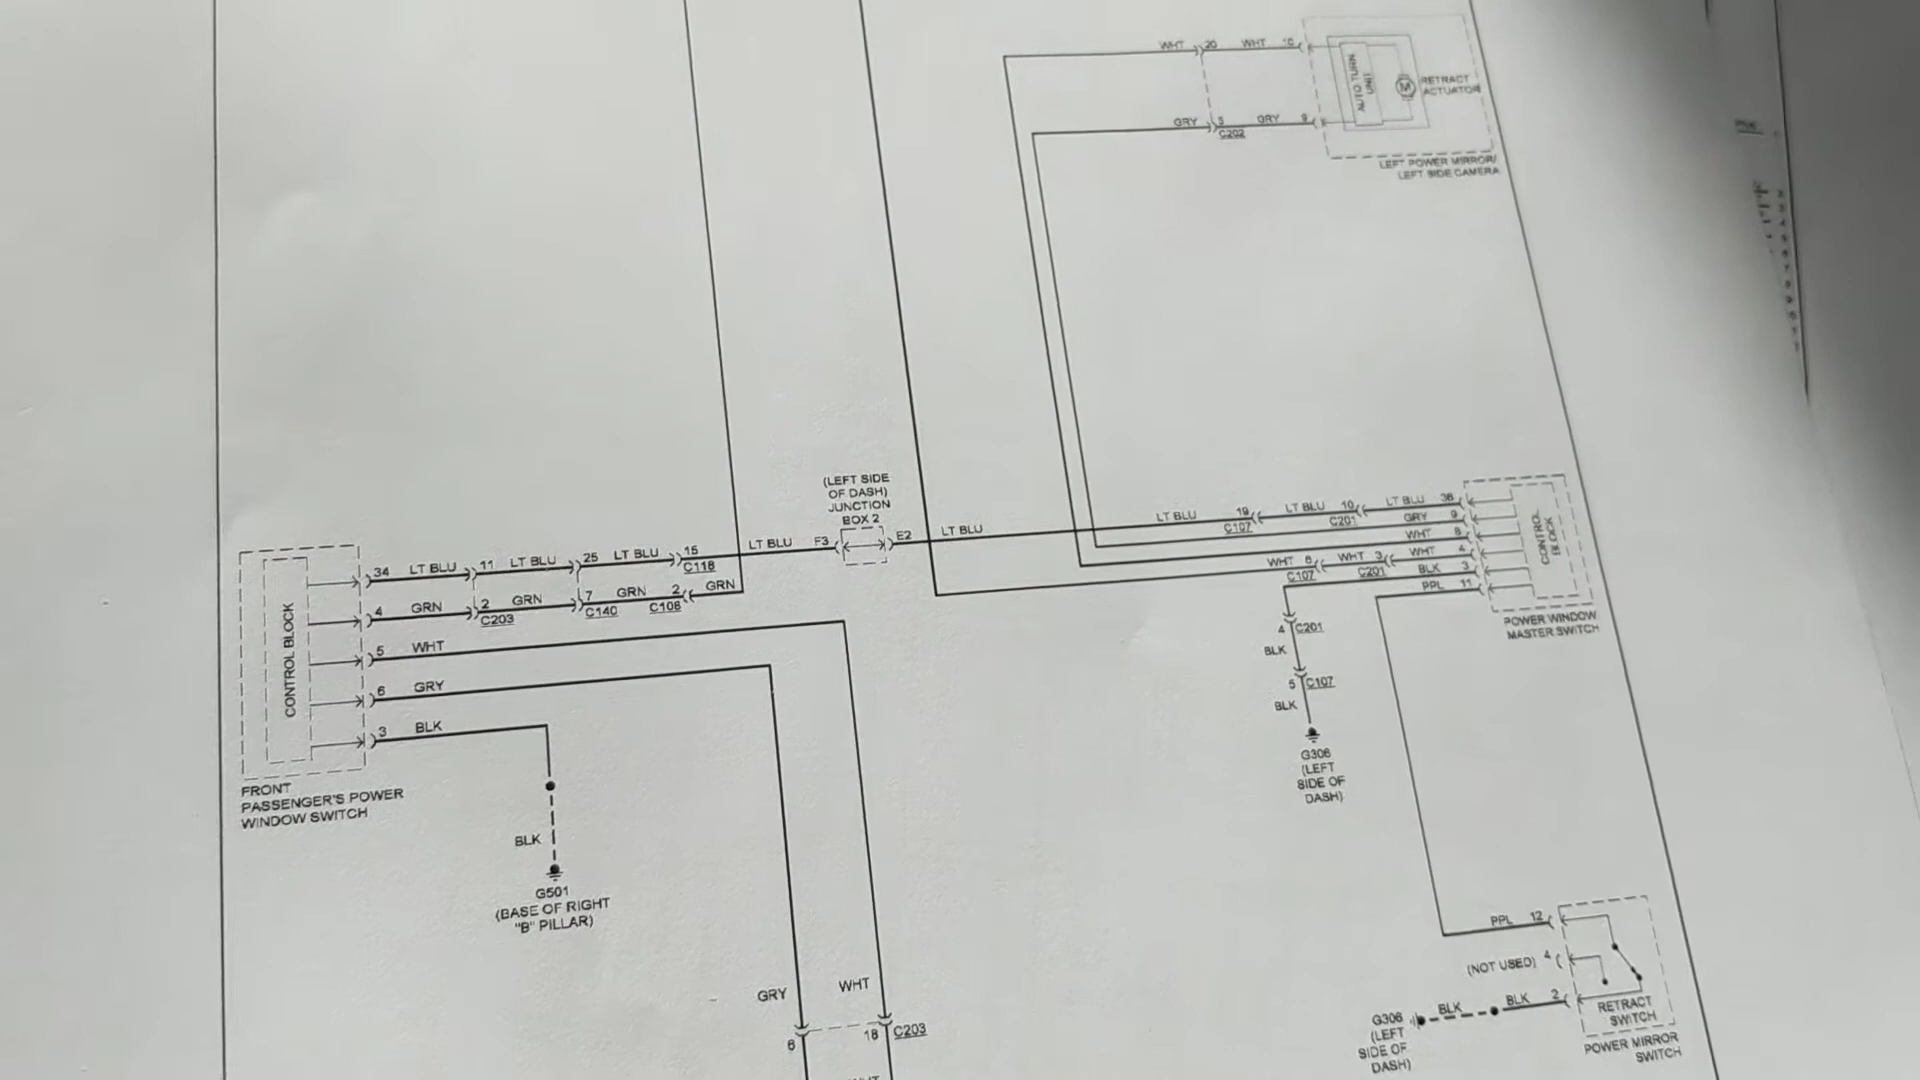 WHT 20 WHT
AUTO TURN
UNIT
M
RETRACT
ACTUATOR
GRY 3 GRY 9
C202
LEFT POWER MIRROR/
LEFT SIDE CAMERA
(LEFT SIDE
OF DASH)
JUNCTION
BOX 2
34 LT BLU 11 LT BLU 25 LT BLU 15 LT BLU F3 E2 LT BLU
C118
LT BLU 19 LT BLU 10 LT BLU 38
C107 C201
GRY 9
WHT 8
WHT 6 WHT 3 WHT 4
C107 C201
BLK 3
PPL 11
CONTROL
BLOCK
POWER WINDOW
MASTER SWITCH
4 GRN 2 GRN 7 GRN 2 GRN
C203 C140 C108
5 WHT
6 GRY
3 BLK
CONTROL BLOCK
FRONT
PASSENGER'S POWER
WINDOW SWITCH
BLK
G501
(BASE OF RIGHT
"B" PILLAR)
4 C201
BLK
5 C107
BLK
G306
(LEFT
SIDE OF
DASH)
GRY WHT
6 18 C203
PPL 12
(NOT USED) 4
G306 BLK BLK 2
(LEFT
SIDE OF
DASH)
RETRACT
SWITCH
POWER MIRROR
SWITCH